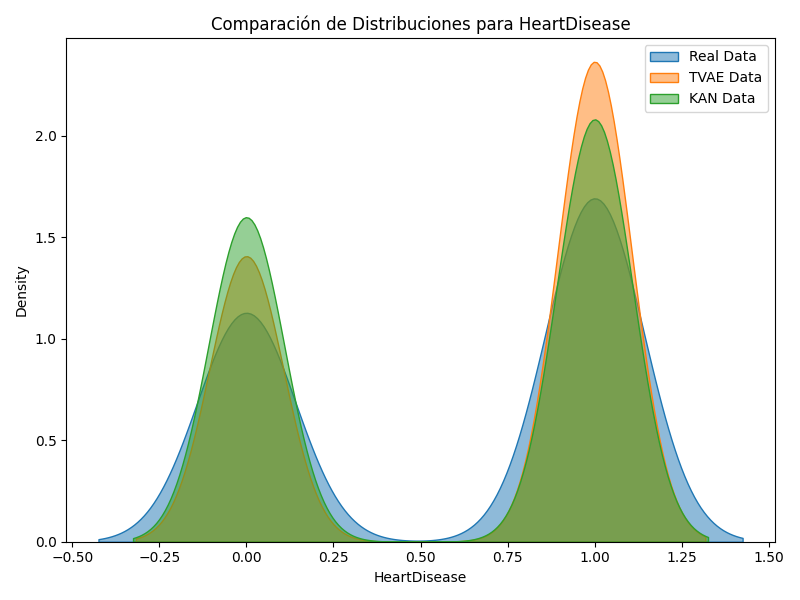 Comparación de Distribuciones para HeartDisease
Real Data
TVAE Data
KAN Data
Density
2.0
1.5
1.0
0.5
0.0
−0.50
−0.25
0.00
0.25
0.50
0.75
1.00
1.25
1.50
HeartDisease